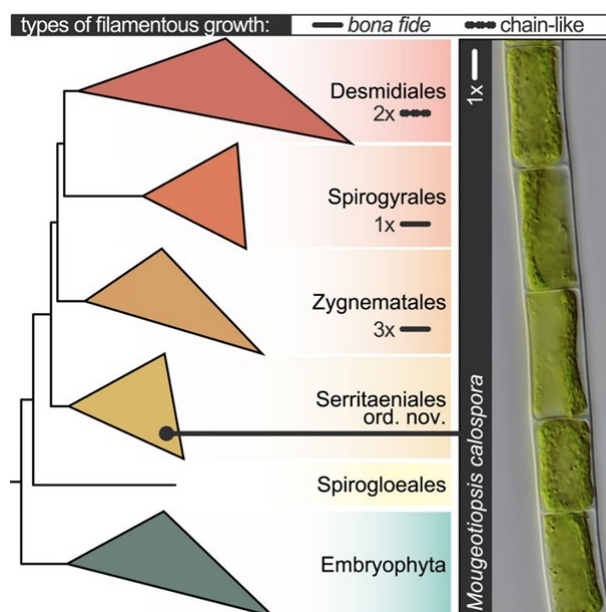 types of filamentous growth: bona fide chain-like
Desmidiales
2x
Spirogyrales
1x
Zygnematales
3x
Serritaeniales
ord. nov.
Spirogloeales
Embryophyta
1x
Mougeotiopsis calospora